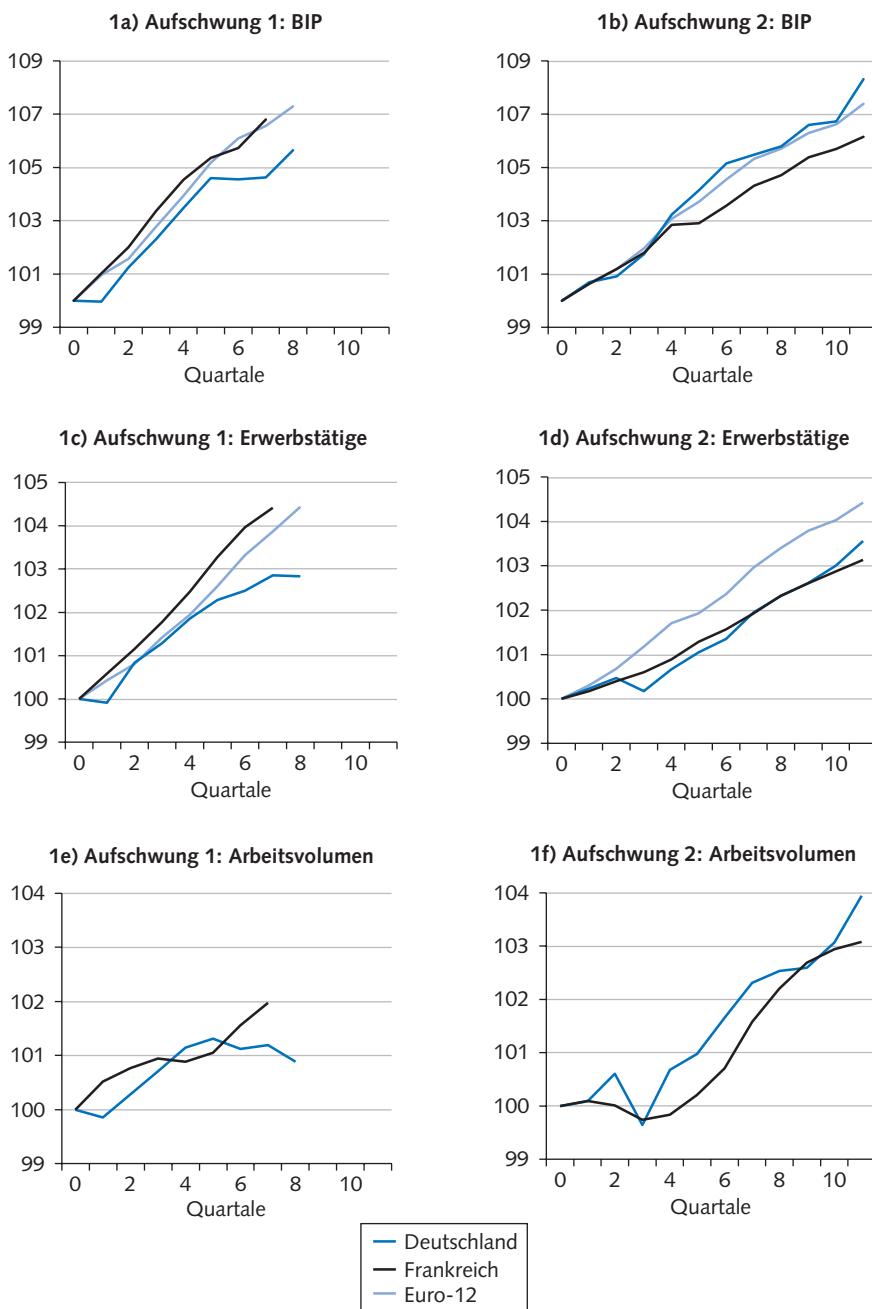 1a) Aufschwung 1: BIP
109
107
105
103
101
99
0 2 4 6 8 10
Quartale
1b) Aufschwung 2: BIP
109
107
105
103
101
99
0 2 4 6 8 10
Quartale
1c) Aufschwung 1: Erwerbstätige
105
104
103
102
101
100
99
0 2 4 6 8 10
Quartale
1d) Aufschwung 2: Erwerbstätige
105
104
103
102
101
100
99
0 2 4 6 8 10
Quartale
1e) Aufschwung 1: Arbeitsvolumen
104
103
102
101
100
99
0 2 4 6 8 10
Quartale
1f) Aufschwung 2: Arbeitsvolumen
104
103
102
101
100
99
0 2 4 6 8 10
Quartale
Deutschland
Frankreich
Euro-12